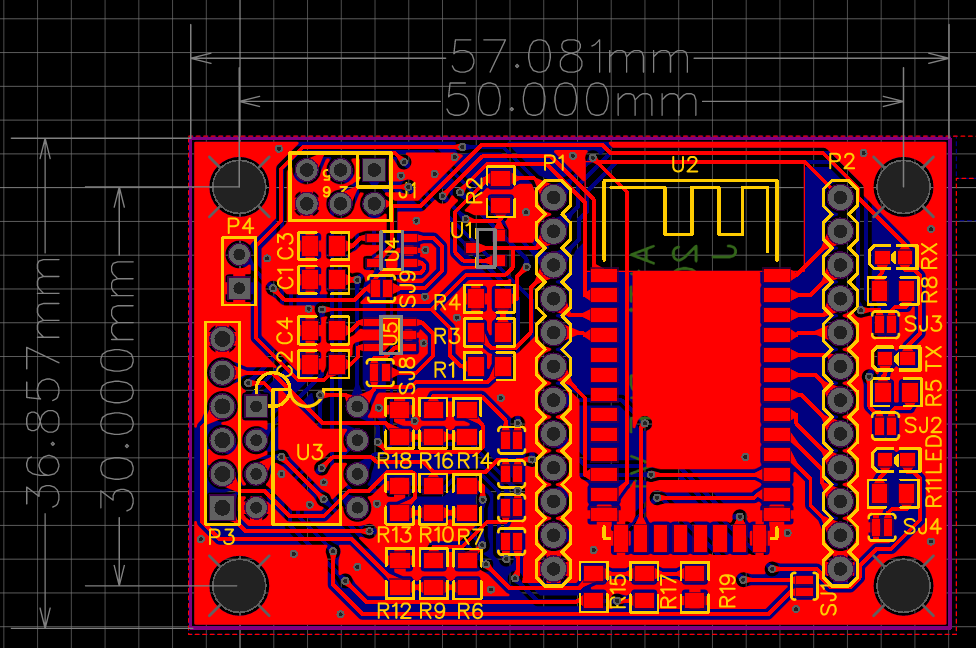 57.081mm
50.000mm
P1
U2
P2
J1
R2
P4
U1
C3
U4
RX
C1
SJ9
R8
R4
36.857mm
30.000mm
C4
U5
R3
SJ3
C2
SJ8
R1
TX
R5
SJ2
U3
R18 R16 R14
LED
R11
P3
R13 R10 R7
SJ4
R15
R17
R19
R12 R9 R6